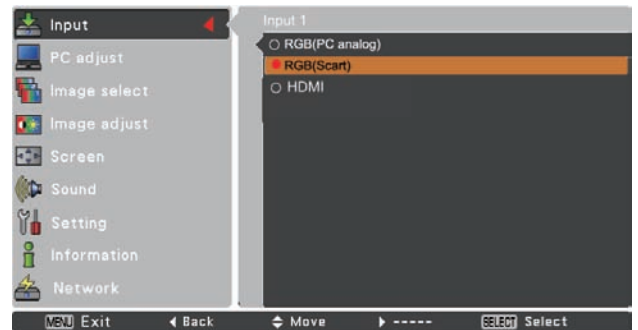 Input
PC adjust
Image select
Image adjust
Screen
Sound
Setting
Information
Network
Input 1
RGB(PC analog)
RGB(Scart)
HDMI
MENU Exit Back Move ----- SELECT Select